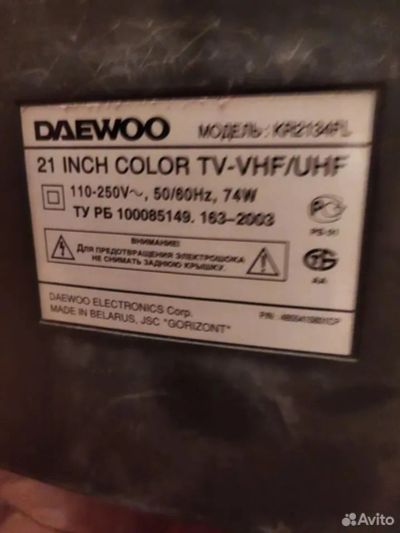 DAEWOO МОДЕЛЬ: KR2134FL
21 INCH COLOR TV-VHF/UHF
110-250V~, 50/60Hz, 74W
ТУ РБ 100085149. 163-2003
ВНИМАНИЕ!
ДЛЯ ПРЕДОТВРАЩЕНИЯ ЭЛЕКТРОШОКА
НЕ СНИМАТЬ ЗАДНЮЮ КРЫШКУ.
DAEWOO ELECTRONICS Corp.
MADE IN BELARUS, JSC "GORIZONT"
P/N :
Avito